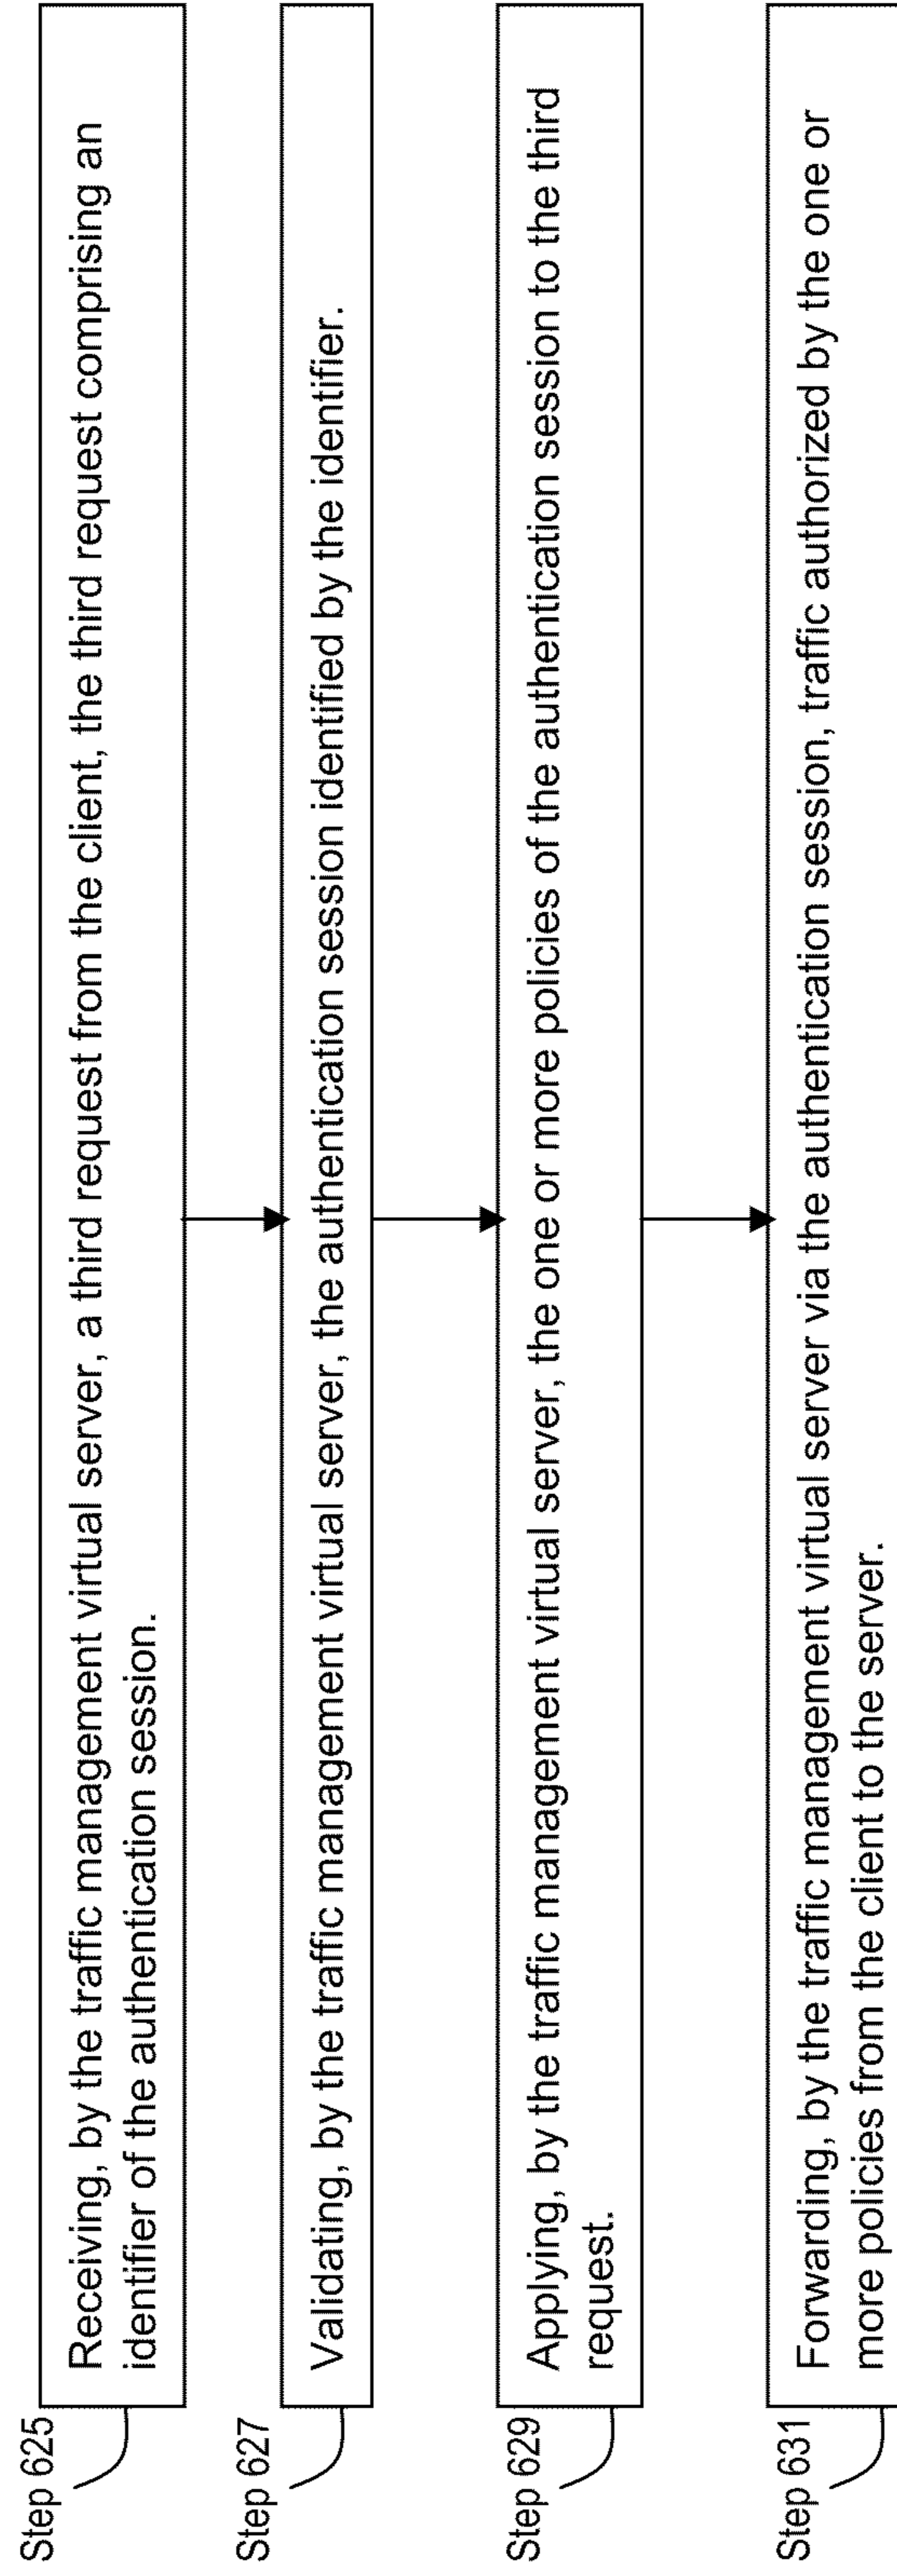 Step 625
Receiving, by the traffic management virtual server, a third request from the client, the third request comprising an
identifier of the authentication session.
Step 627
Validating, by the traffic management virtual server, the authentication session identified by the identifier.
Step 629
Applying, by the traffic management virtual server, the one or more policies of the authentication session to the third
request.
Step 631
Forwarding, by the traffic management virtual server via the authentication session, traffic authorized by the one or
more policies from the client to the server.